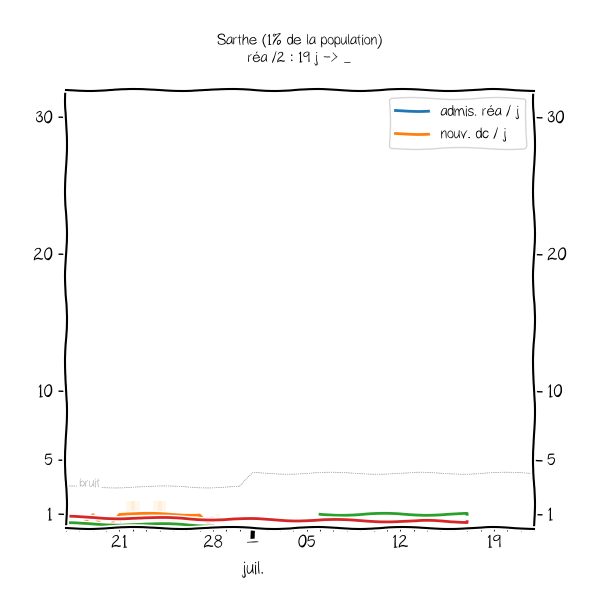 Sarthe (1% de la population)
réa /2 : 19 j -> _
admis. réa / j
nouv. dc / j
30 30
20 20
10 10
5 5
bruit
1 1
21 28 05 12 19
juil.